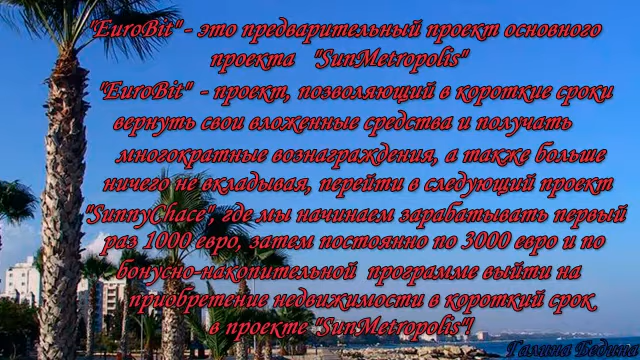 "EuroBit" - это предварительный проект основного
проекта "SunMetropolis"
"EuroBit" - проект, позволяющий в короткие сроки
вернуть свои вложенные средства и получать
многократные вознаграждения, а также больше
ничего не вкладывая, перейти в следующий проект
"SunnyChace", где мы начинаем зарабатывать первый
раз 1000 евро, затем постоянно по 3000 евро и по
бонусно-накопительной программе выйти на
приобретение недвижимости в короткий срок
в проекте "SunMetropolis"!
Галина